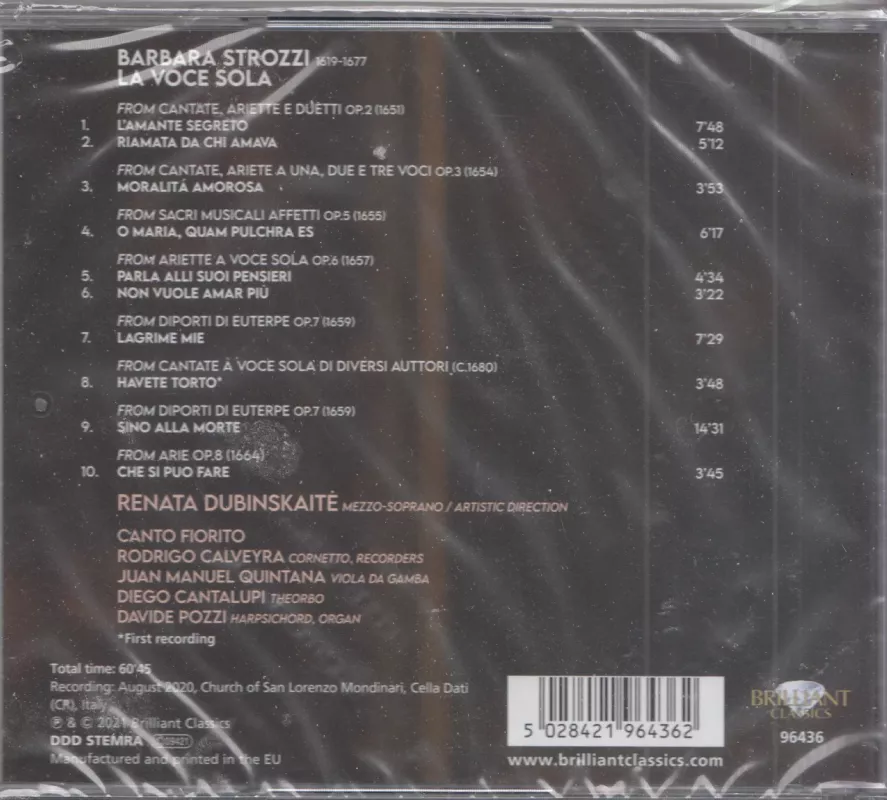 BARBARA STROZZI 1619-1677
LA VOCE SOLA
FROM CANTATE, ARIETTE E DUETTI OP.2 (1651)
1. L'AMANTE SEGRETO 7'48
2. RIAMATA DA CHI AMAVA 5'12
FROM CANTATE, ARIETE A UNA, DUE E TRE VOCI OP.3 (1654)
3. MORALITÁ AMOROSA 3'53
FROM SACRI MUSICALI AFFETTI OP.5 (1655)
4. O MARIA, QUAM PULCHRA ES 6'17
FROM ARIETTE A VOCE SOLA OP.6 (1657)
5. PARLA ALLI SUOI PENSIERI 4'34
6. NON VUOLE AMAR PIÙ 3'22
FROM DIPORTI DI EUTERPE OP.7 (1659)
7. LAGRIME MIE 7'29
FROM CANTATE À VOCE SOLA DI DIVERSI AUTTORI (C.1680)
8. HAVETE TORTO* 3'48
FROM DIPORTI DI EUTERPE OP.7 (1659)
9. SINO ALLA MORTE 14'31
FROM ARIE OP.8 (1664)
10. CHE SI PUO FARE 3'45
RENATA DUBINSKAITĖ MEZZO-SOPRANO / ARTISTIC DIRECTION
CANTO FIORITO
RODRIGO CALVEYRA CORNETTO, RECORDERS
JUAN MANUEL QUINTANA VIOLA DA GAMBA
DIEGO CANTALUPI THEORBO
DAVIDE POZZI HARPSICHORD, ORGAN
*First recording
Total time: 60'45
Recording: August 2020, Church of San Lorenzo Mondinari, Cella Dati
(CR), Italy
℗ & © 2021 Brilliant Classics
DDD STEMRA
Manufactured and printed in the EU
5 028421 964362
www.brilliantclassics.com
BRILLIANT
CLASSICS
96436